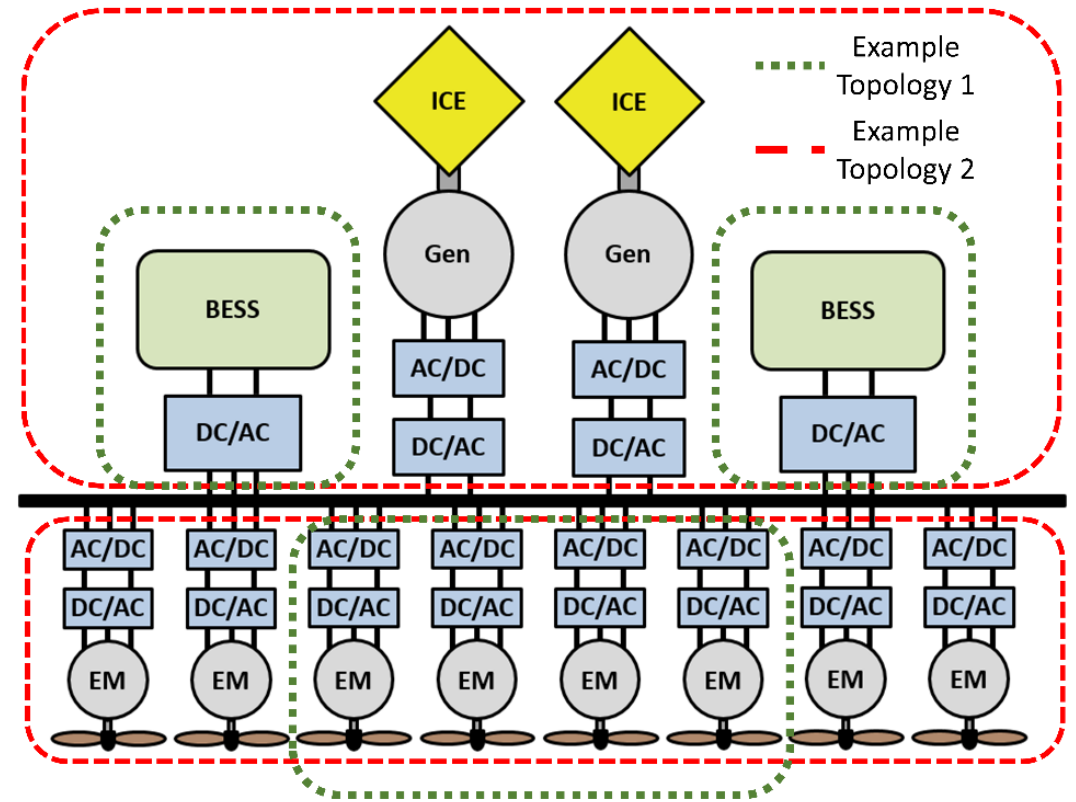 Example
Topology 1
Example
Topology 2
ICE ICE
Gen Gen
BESS BESS
AC/DC AC/DC
DC/AC DC/AC DC/AC DC/AC
AC/DC AC/DC AC/DC AC/DC AC/DC AC/DC AC/DC AC/DC
DC/AC DC/AC DC/AC DC/AC DC/AC DC/AC DC/AC DC/AC
EM EM EM EM EM EM EM EM